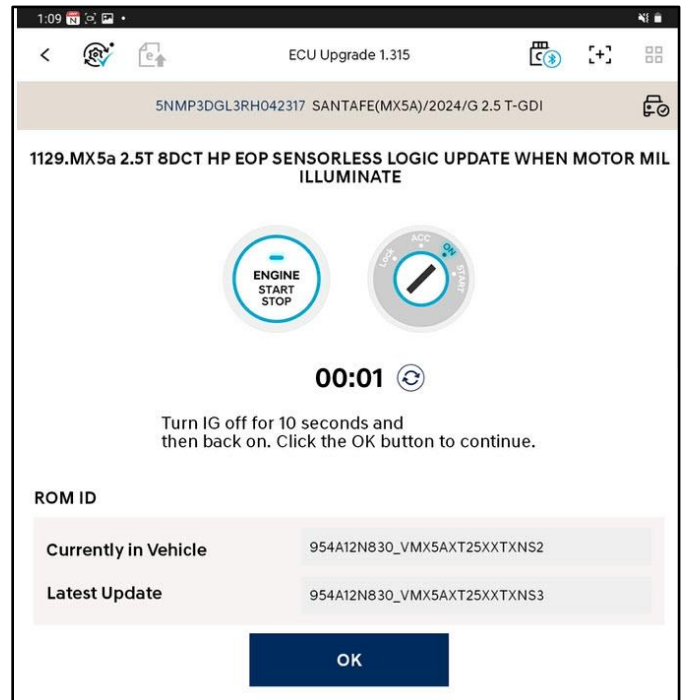 1:09
ECU Upgrade 1.315
5NMP3DGL3RH042317 SANTAFE(MX5A)/2024/G 2.5 T-GDI
1129.MX5a 2.5T 8DCT HP EOP SENSORLESS LOGIC UPDATE WHEN MOTOR MIL
ILLUMINATE
ENGINE
START
STOP
Lock ACC ON START
00:01
Turn IG off for 10 seconds and
then back on. Click the OK button to continue.
ROM ID
Currently in Vehicle 954A12N830_VMX5AXT25XXTXNS2
Latest Update 954A12N830_VMX5AXT25XXTXNS3
OK